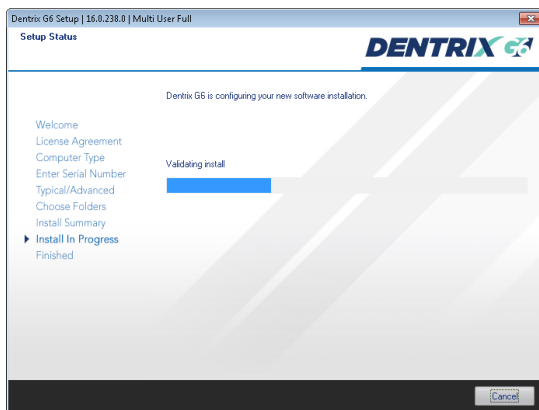 Dentrix G6 Setup | 16.0.238.0 | Multi User Full
Setup Status
DENTRIX G6
Dentrix G6 is configuring your new software installation.
Welcome
License Agreement
Computer Type
Enter Serial Number
Typical/Advanced
Choose Folders
Install Summary
Install In Progress
Finished
Validating install
Cancel